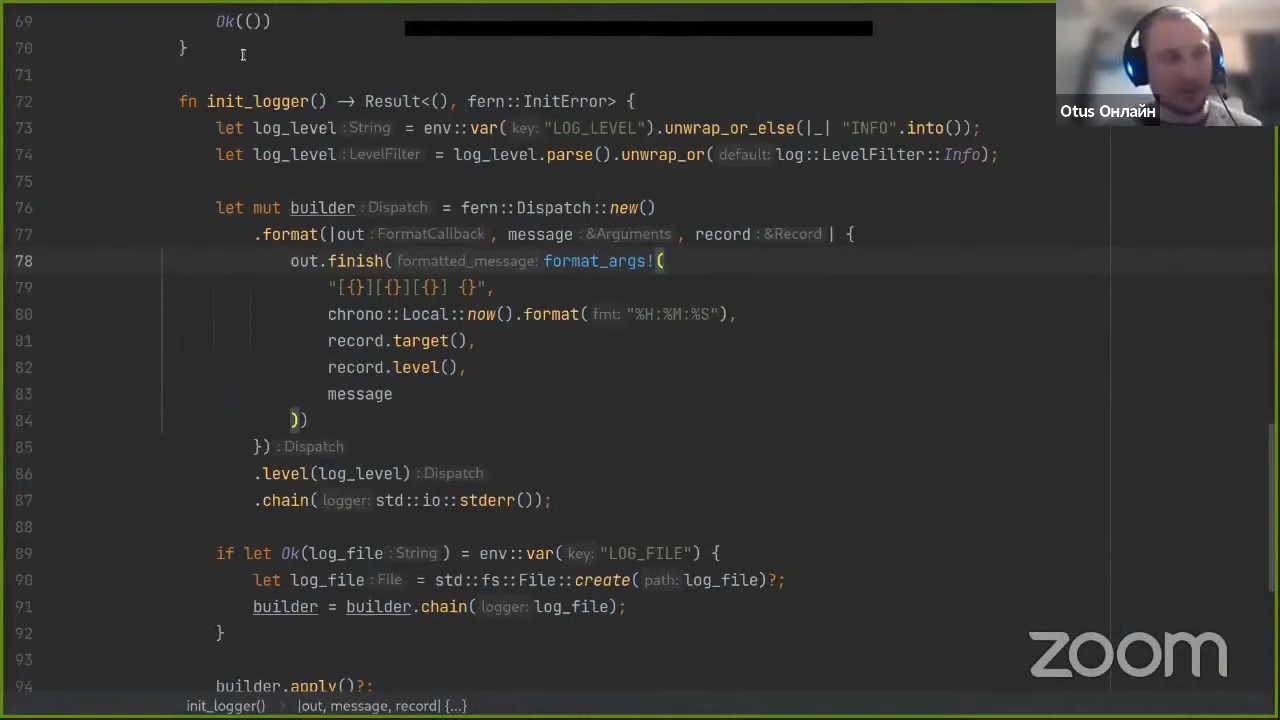 69 Ok(())
70 }
71
72 fn init_logger() -> Result<(), fern::InitError> {
73 let log_level: String = env::var( key: "LOG_LEVEL").unwrap_or_else(|_| "INFO".into());
74 let log_level: LevelFilter = log_level.parse().unwrap_or( default: log::LevelFilter::Info);
75
76 let mut builder: Dispatch = fern::Dispatch::new()
77 .format(|out: FormatCallback, message: &Arguments, record: &Record| {
78 out.finish( formatted_message: format_args!(
79 "[{}][{}][{}] {}",
80 chrono::Local::now().format( fmt: "%H:%M:%S"),
81 record.target(),
82 record.level(),
83 message
84 ))
85 }) : Dispatch
86 .level(log_level) : Dispatch
87 .chain( logger: std::io::stderr());
88
89 if let Ok(log_file: String) = env::var( key: "LOG_FILE") {
90 let log_file: File = std::fs::File::create( path: log_file)?;
91 builder = builder.chain( logger: log_file);
92 }
93
94 builder.apply()?;
init_logger() › |out, message, record| {...}
Otus Онлайн
zoom